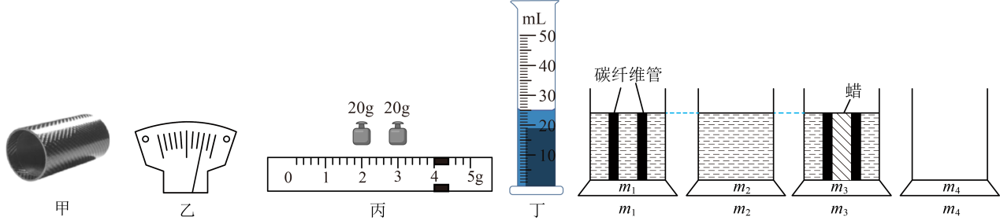 甲
乙
20g 20g
0 1 2 3 4 5g
丙
mL
50
40
30
20
10
丁
碳纤维管
蜡
m₁ m₂ m₃ m₄
m₁ m₂ m₃ m₄